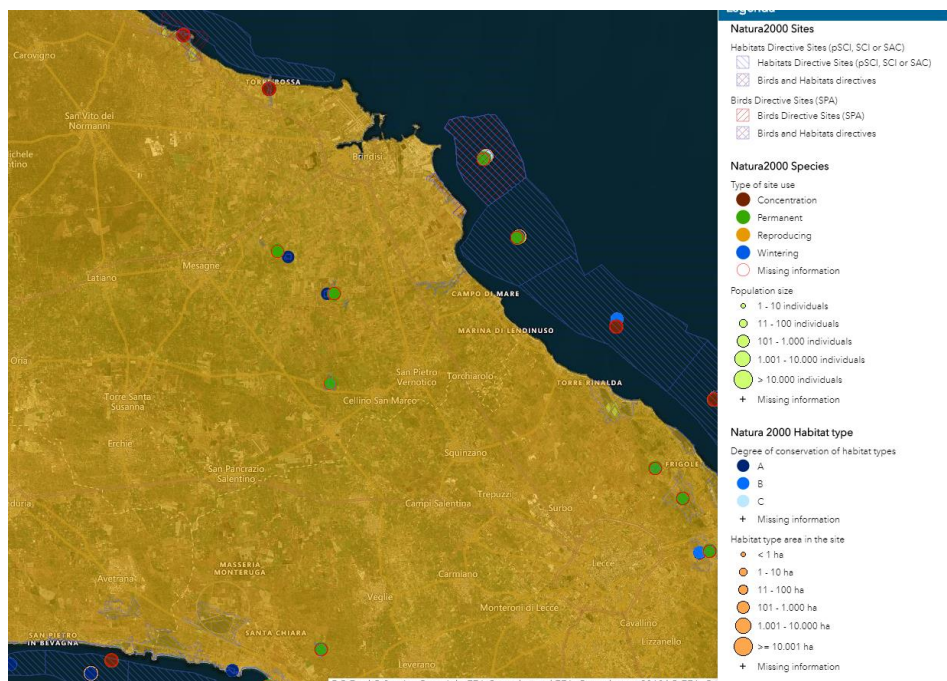 Carovigno
TORRE ROSSA
San Vito dei
Normanni
Brindisi
Mesagne
Latiano
CAMPO DI MARE
MARINA DI LENDINUSO
Oria
San Pietro
Vernotico
Torchiarolo
TORRE RINALDA
Torre Santa
Susanna
Cellino San Marco
Erchie
Squinzano
San Pancrazio
Salentino
FRIGOLE
Trepuzzi
Campi Salentina
Surbo
MASSERIA
MONTERUGA
Lecce
Avetrana
Carmiano
Veglie
Monteroni di Lecce
Cavallino
SAN PIETRO
IN BEVAGNA
SANTA CHIARA
Lizzanello
Leverano
Natura2000 Sites
Habitats Directive Sites (pSCI, SCI or SAC)
Habitats Directive Sites (pSCI, SCI or SAC)
Birds and Habitats directives
Birds Directive Sites (SPA)
Birds Directive Sites (SPA)
Birds and Habitats directives
Natura2000 Species
Type of site use
Concentration
Permanent
Reproducing
Wintering
Missing information
Population size
1 - 10 individuals
11 - 100 individuals
101 - 1.000 individuals
1.001 - 10.000 individuals
> 10.000 individuals
Missing information
Natura 2000 Habitat type
Degree of conservation of habitat types
A
B
C
Missing information
Habitat type area in the site
< 1 ha
1 - 10 ha
11 - 100 ha
101 - 1.000 ha
1.001 - 10.000 ha
>= 10.001 ha
Missing information